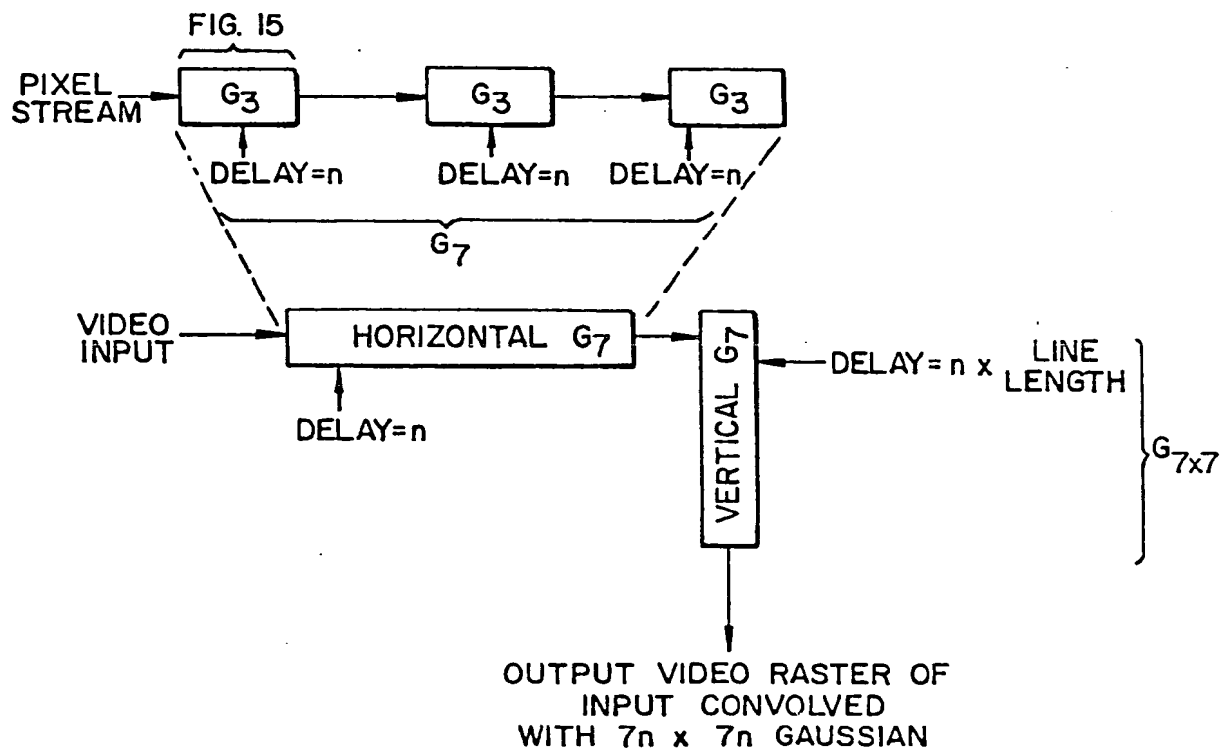 FIG. 15
PIXEL
STREAM
G3
G3
G3
DELAY=n
DELAY=n
DELAY=n
G7
VIDEO
INPUT
HORIZONTAL G7
VERTICAL G7
DELAY=n x LINE
LENGTH
DELAY=n
G7x7
OUTPUT VIDEO RASTER OF
INPUT CONVOLVED
WITH 7n x 7n GAUSSIAN